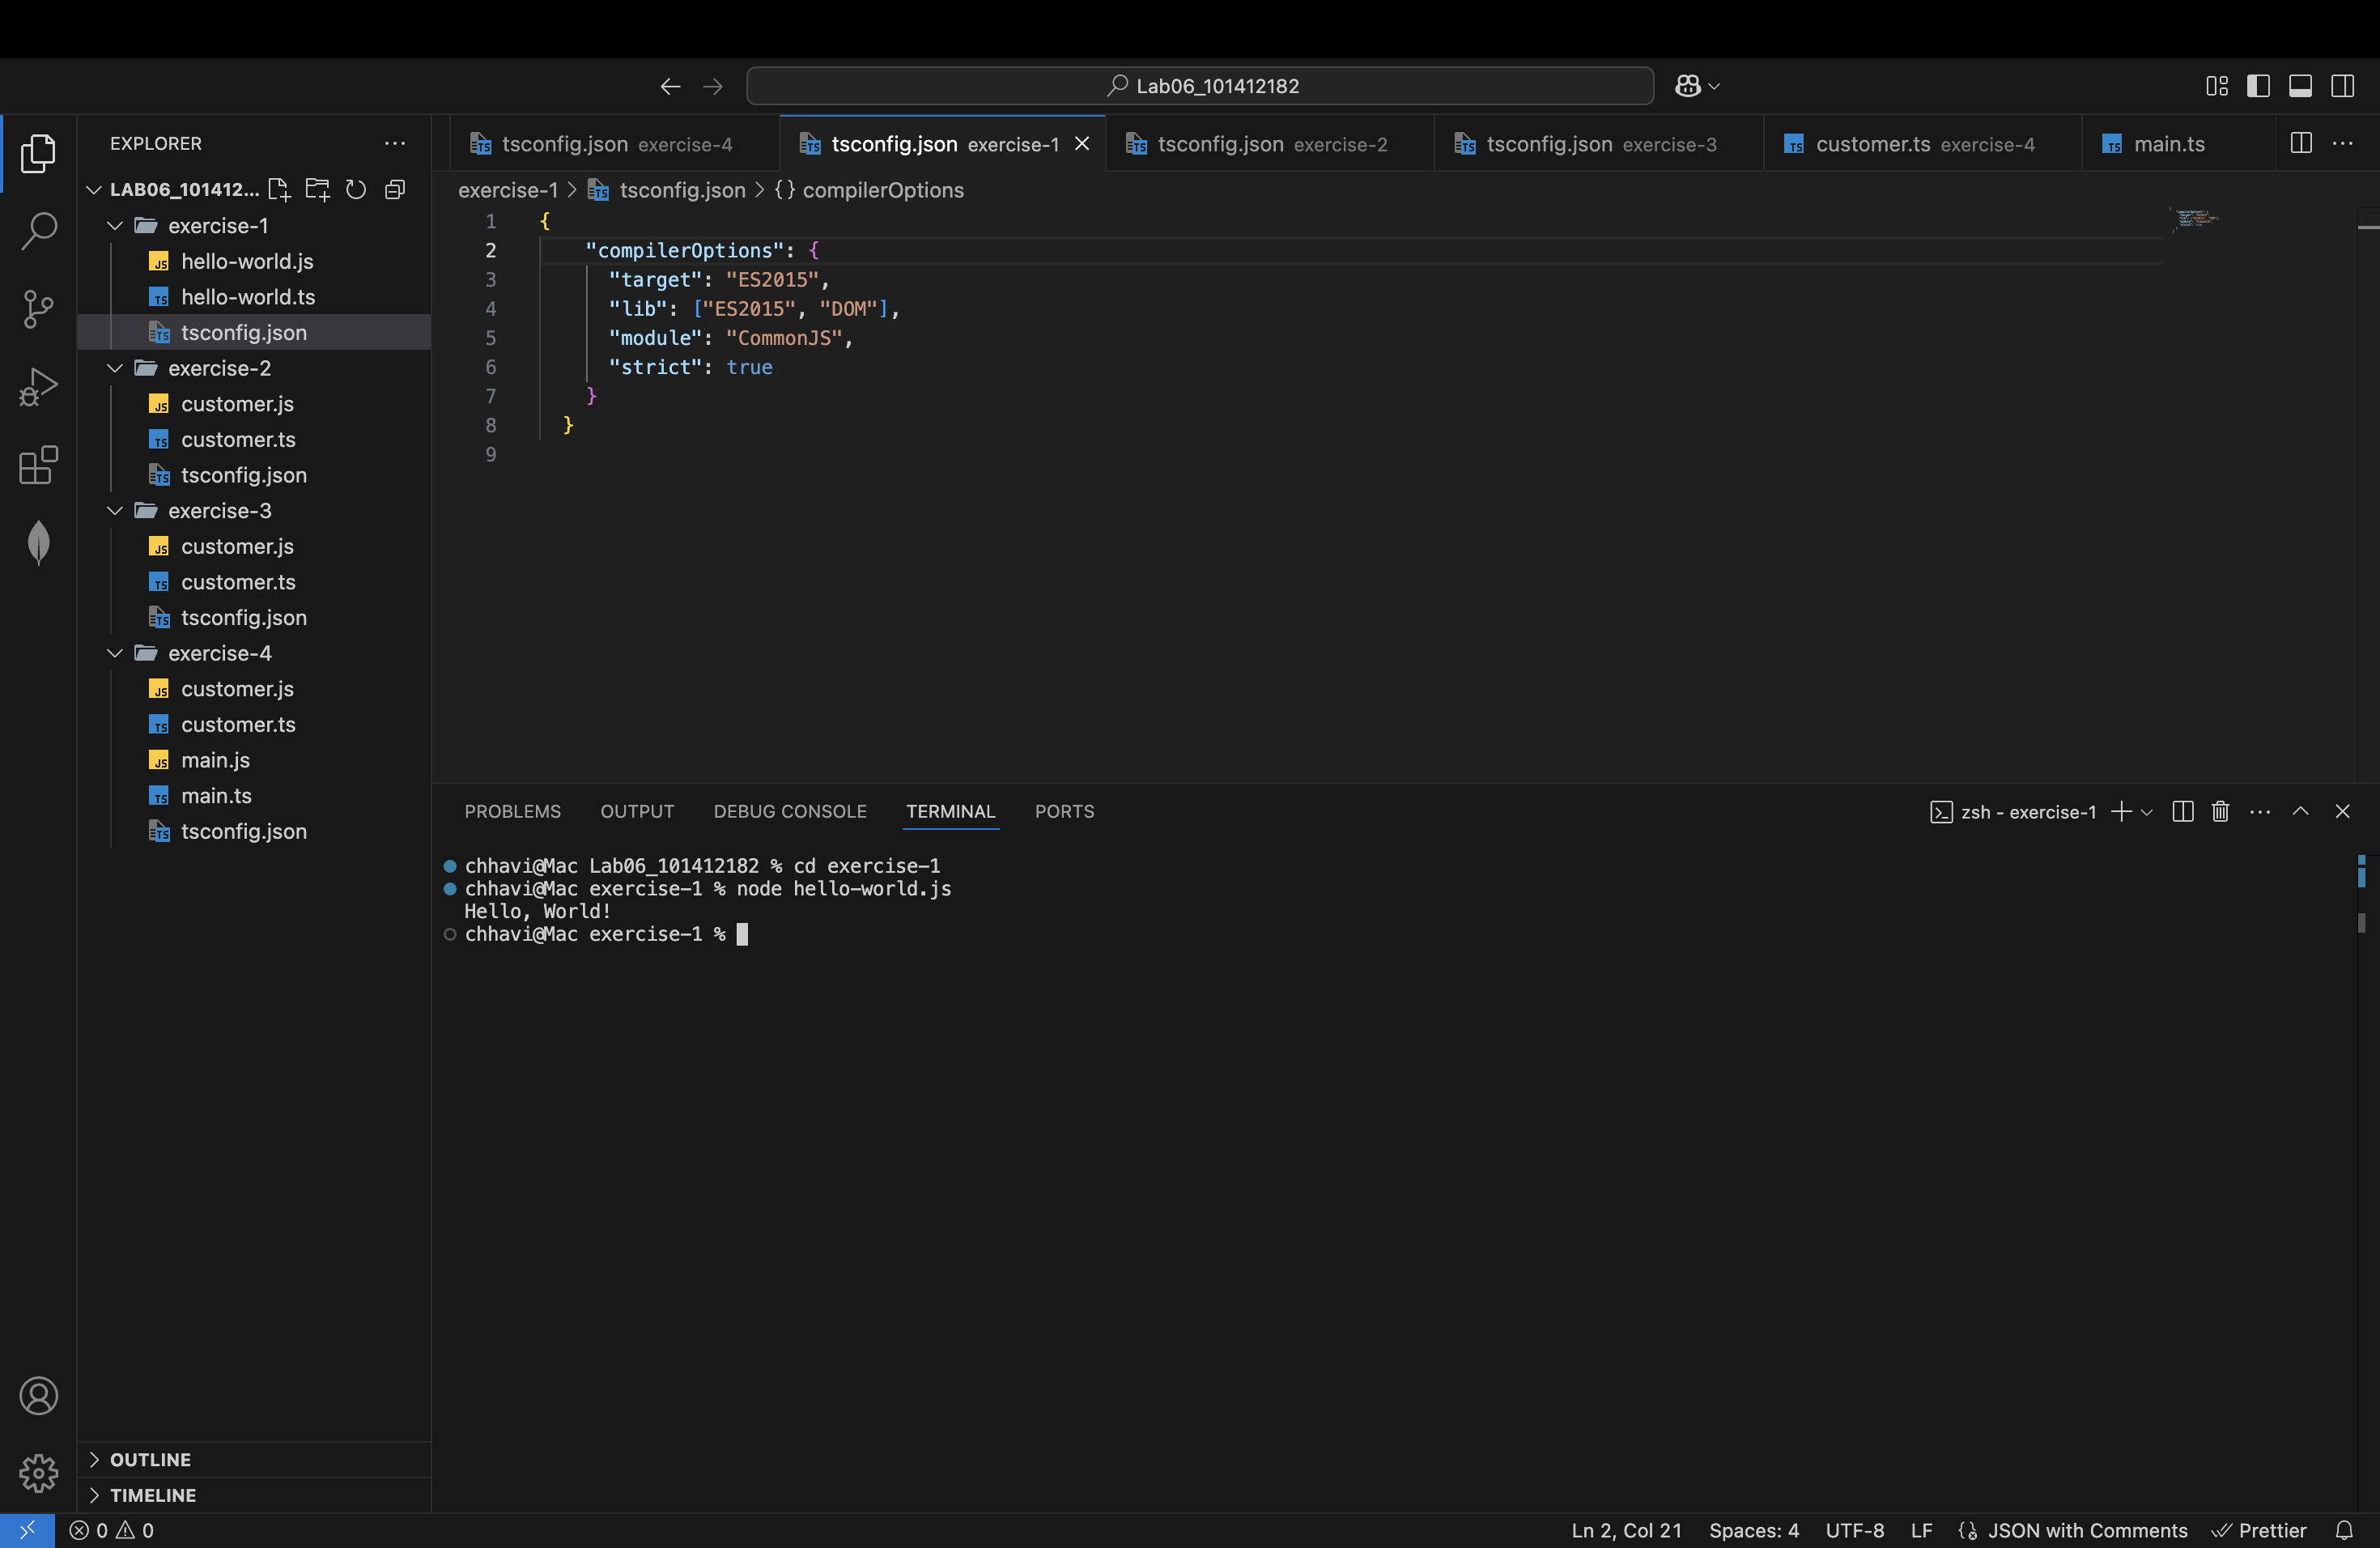 Lab06_101412182
EXPLORER
LAB06_101412...
exercise-1
hello-world.js
hello-world.ts
tsconfig.json
exercise-2
customer.js
customer.ts
tsconfig.json
exercise-3
customer.js
customer.ts
tsconfig.json
exercise-4
customer.js
customer.ts
main.js
main.ts
tsconfig.json
OUTLINE
TIMELINE
tsconfig.json exercise-4
tsconfig.json exercise-1
tsconfig.json exercise-2
tsconfig.json exercise-3
customer.ts exercise-4
main.ts
exercise-1 > tsconfig.json > {} compilerOptions
1 {
2 "compilerOptions": {
3 "target": "ES2015",
4 "lib": ["ES2015", "DOM"],
5 "module": "CommonJS",
6 "strict": true
7 }
8 }
9
PROBLEMS OUTPUT DEBUG CONSOLE TERMINAL PORTS
zsh - exercise-1
chhavi@Mac Lab06_101412182 % cd exercise-1
chhavi@Mac exercise-1 % node hello-world.js
Hello, World!
chhavi@Mac exercise-1 %
0 0
Ln 2, Col 21 Spaces: 4 UTF-8 LF JSON with Comments Prettier